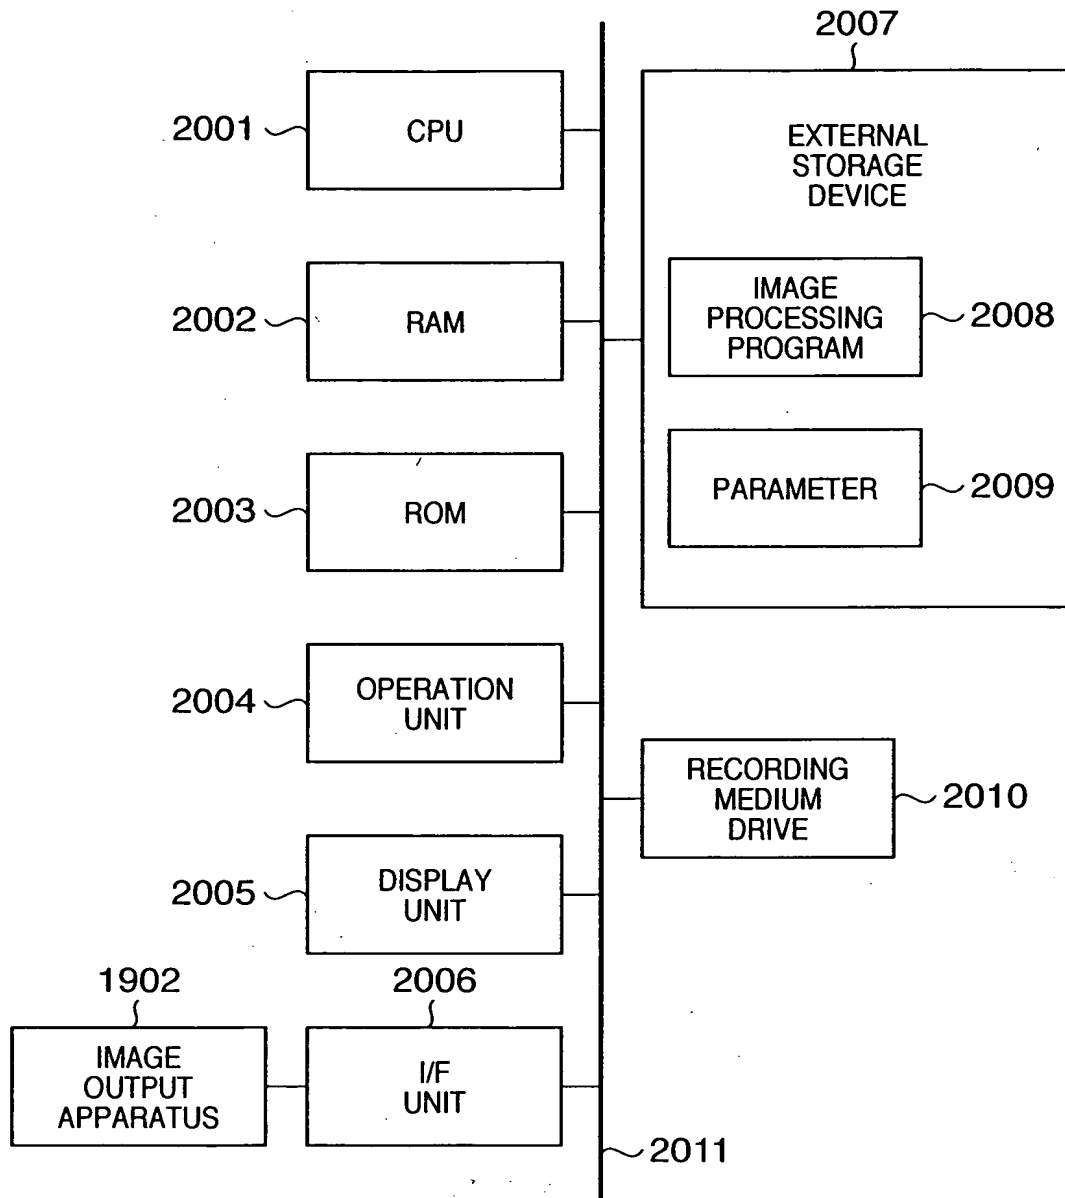 2007
2001
CPU
EXTERNAL
STORAGE
DEVICE
2002
RAM
IMAGE
PROCESSING
PROGRAM
2008
2003
ROM
PARAMETER
2009
2004
OPERATION
UNIT
RECORDING
MEDIUM
DRIVE
2010
2005
DISPLAY
UNIT
1902
2006
IMAGE
OUTPUT
APPARATUS
I/F
UNIT
2011